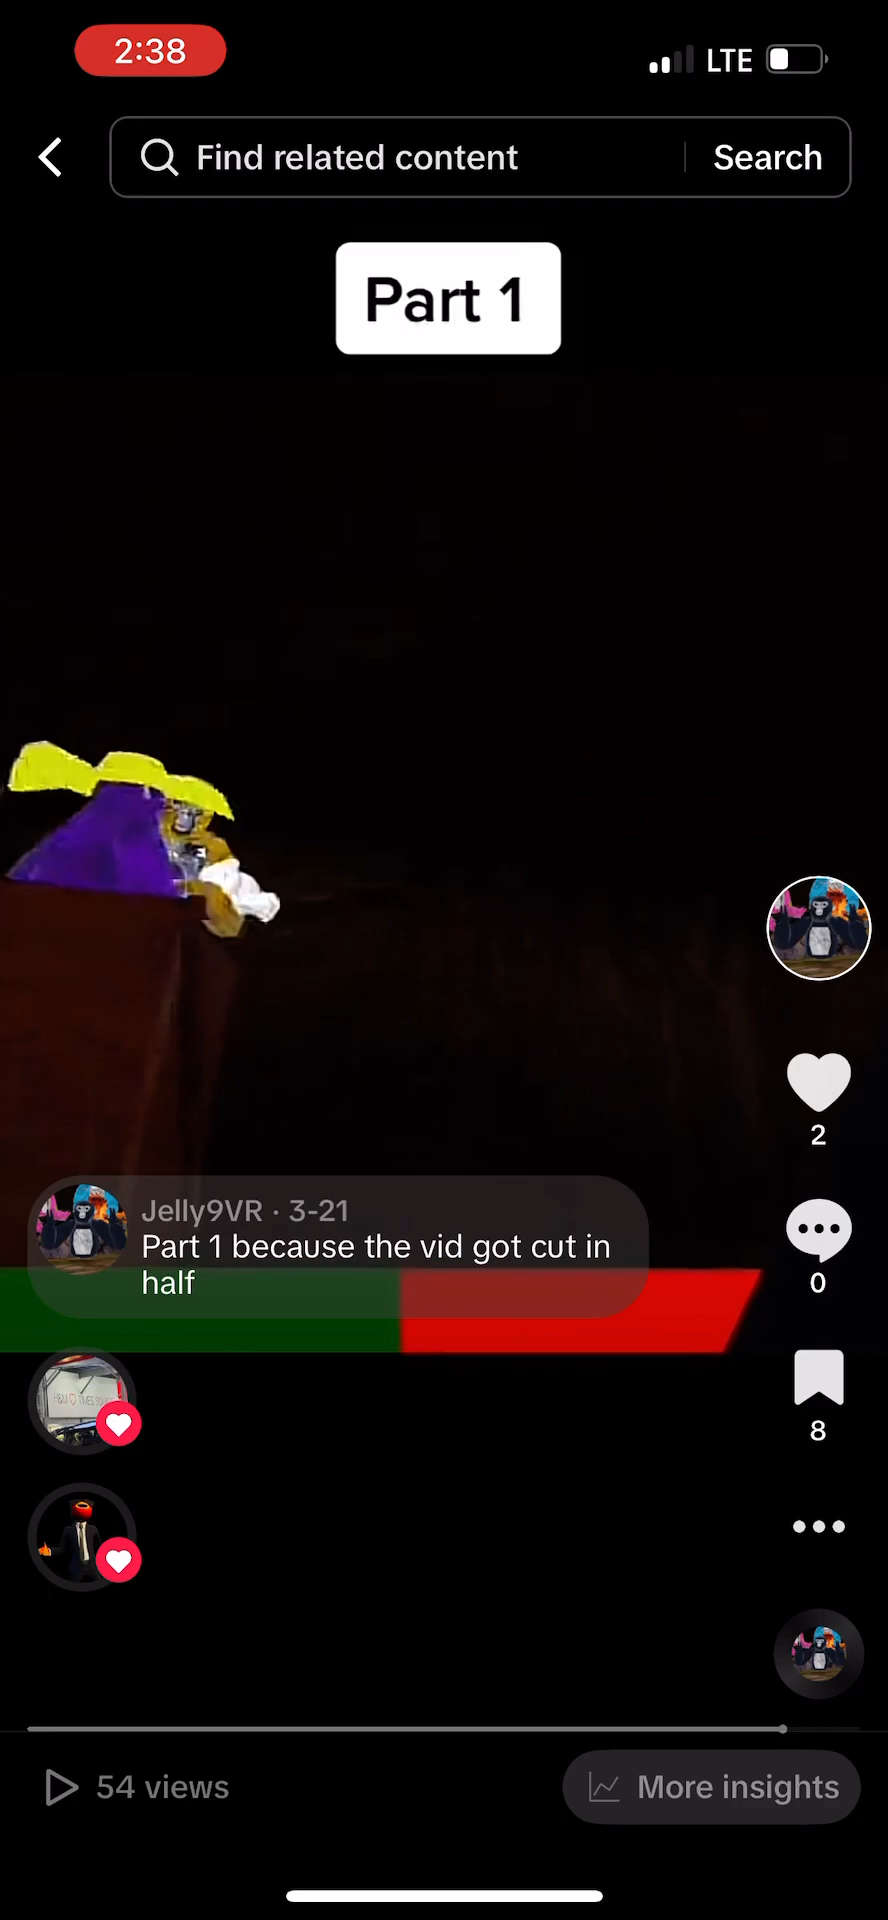 2:38
LTE
Find related content
Search
Part 1
Jelly9VR · 3-21
Part 1 because the vid got cut in
half
2
0
8
54 views
More insights